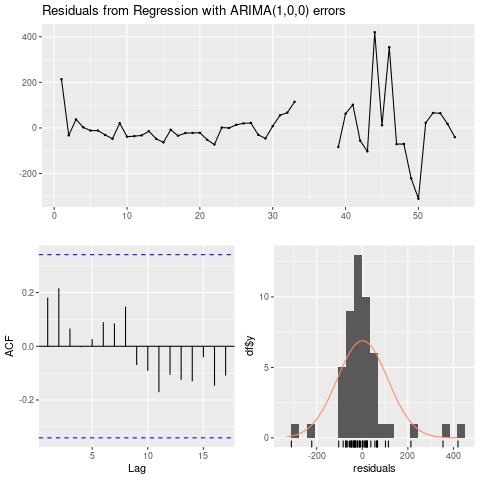 Residuals from Regression with ARIMA(1,0,0) errors
400
200
0
-200
0 10 20 30 40 50
ACF
0.2
0.0
-0.2
5 10 15
Lag
df$y
10
5
0
-200 0 200 400
residuals